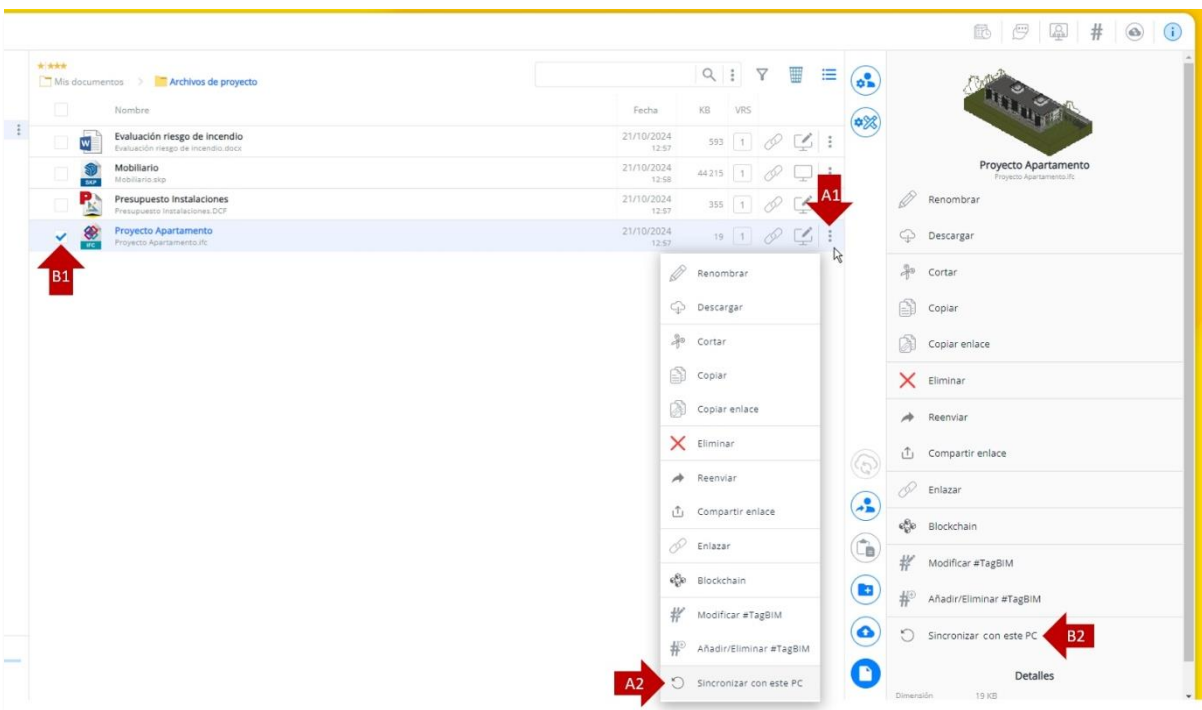 #
i
Mis documentos > Archivos de proyecto
Nombre Fecha KB VRS
Evaluación riesgo de incendio 21/10/2024 593 1
Evaluación riesgo de incendio.docx 12:57
Mobiliario 21/10/2024 44 215 1
SKP Mobiliario.skp 12:58
Presupuesto Instalaciones 21/10/2024 355 1
Presupuesto Instalaciones.DCF 12:57
Proyecto Apartamento 21/10/2024 19 1
IFC Proyecto Apartamento.ifc 12:57
A1
B1
Renombrar
Descargar
Cortar
Copiar
Copiar enlace
Eliminar
Reenviar
Compartir enlace
Enlazar
Blockchain
Modificar #TagBIM
Añadir/Eliminar #TagBIM
A2 Sincronizar con este PC
Proyecto Apartamento
Proyecto Apartamento.ifc
Renombrar
Descargar
Cortar
Copiar
Copiar enlace
Eliminar
Reenviar
Compartir enlace
Enlazar
Blockchain
Modificar #TagBIM
Añadir/Eliminar #TagBIM
Sincronizar con este PC B2
Detalles
Dimensión 19 KB